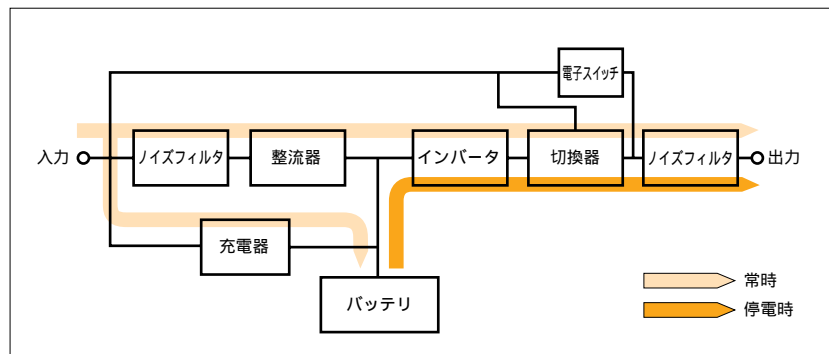 電子スイッチ
入力
ノイズフィルタ
整流器
インバータ
切換器
ノイズフィルタ
出力
充電器
バッテリ
常時
停電時